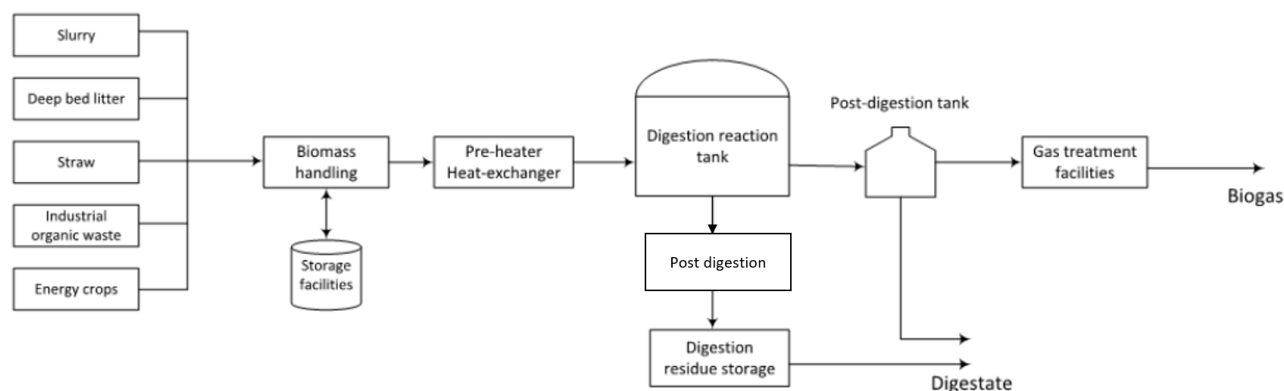 Slurry
Deep bed litter
Straw
Industrial
organic waste
Energy crops
Biomass
handling
Storage
facilities
Pre-heater
Heat-exchanger
Digestion reaction
tank
Post digestion
Digestion
residue storage
Post-digestion tank
Gas treatment
facilities
Biogas
Digestate